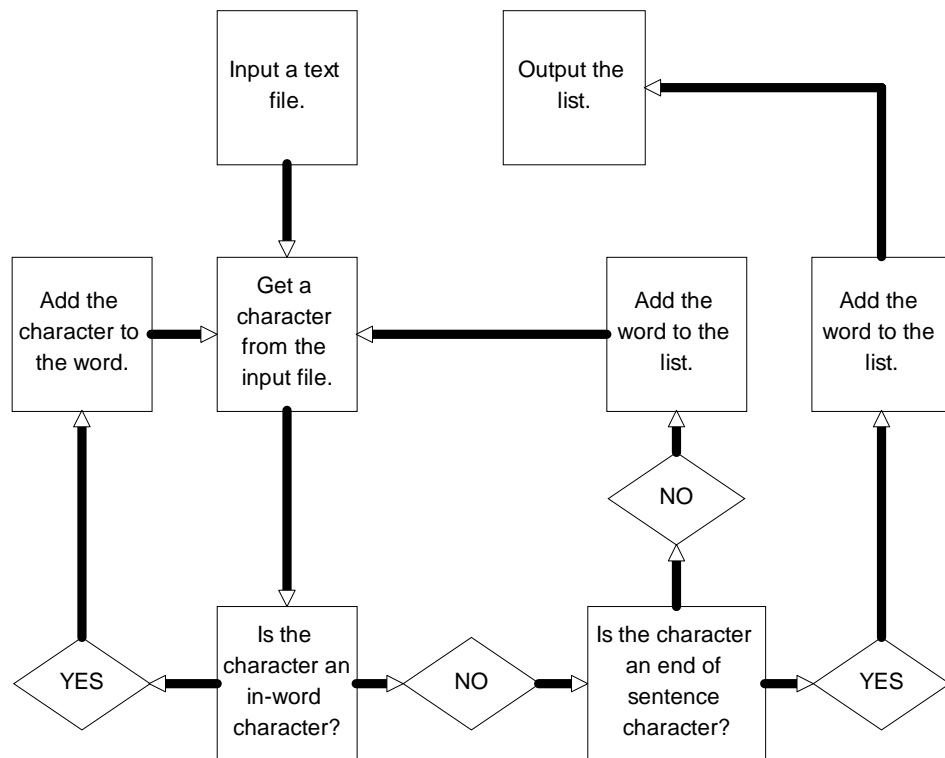 Input a text
file.
Output the
list.
Add the
character to
the word.
Get a
character
from the
input file.
Add the
word to the
list.
Add the
word to the
list.
NO
YES
Is the
character an
in-word
character?
NO
Is the character
an end of
sentence
character?
YES